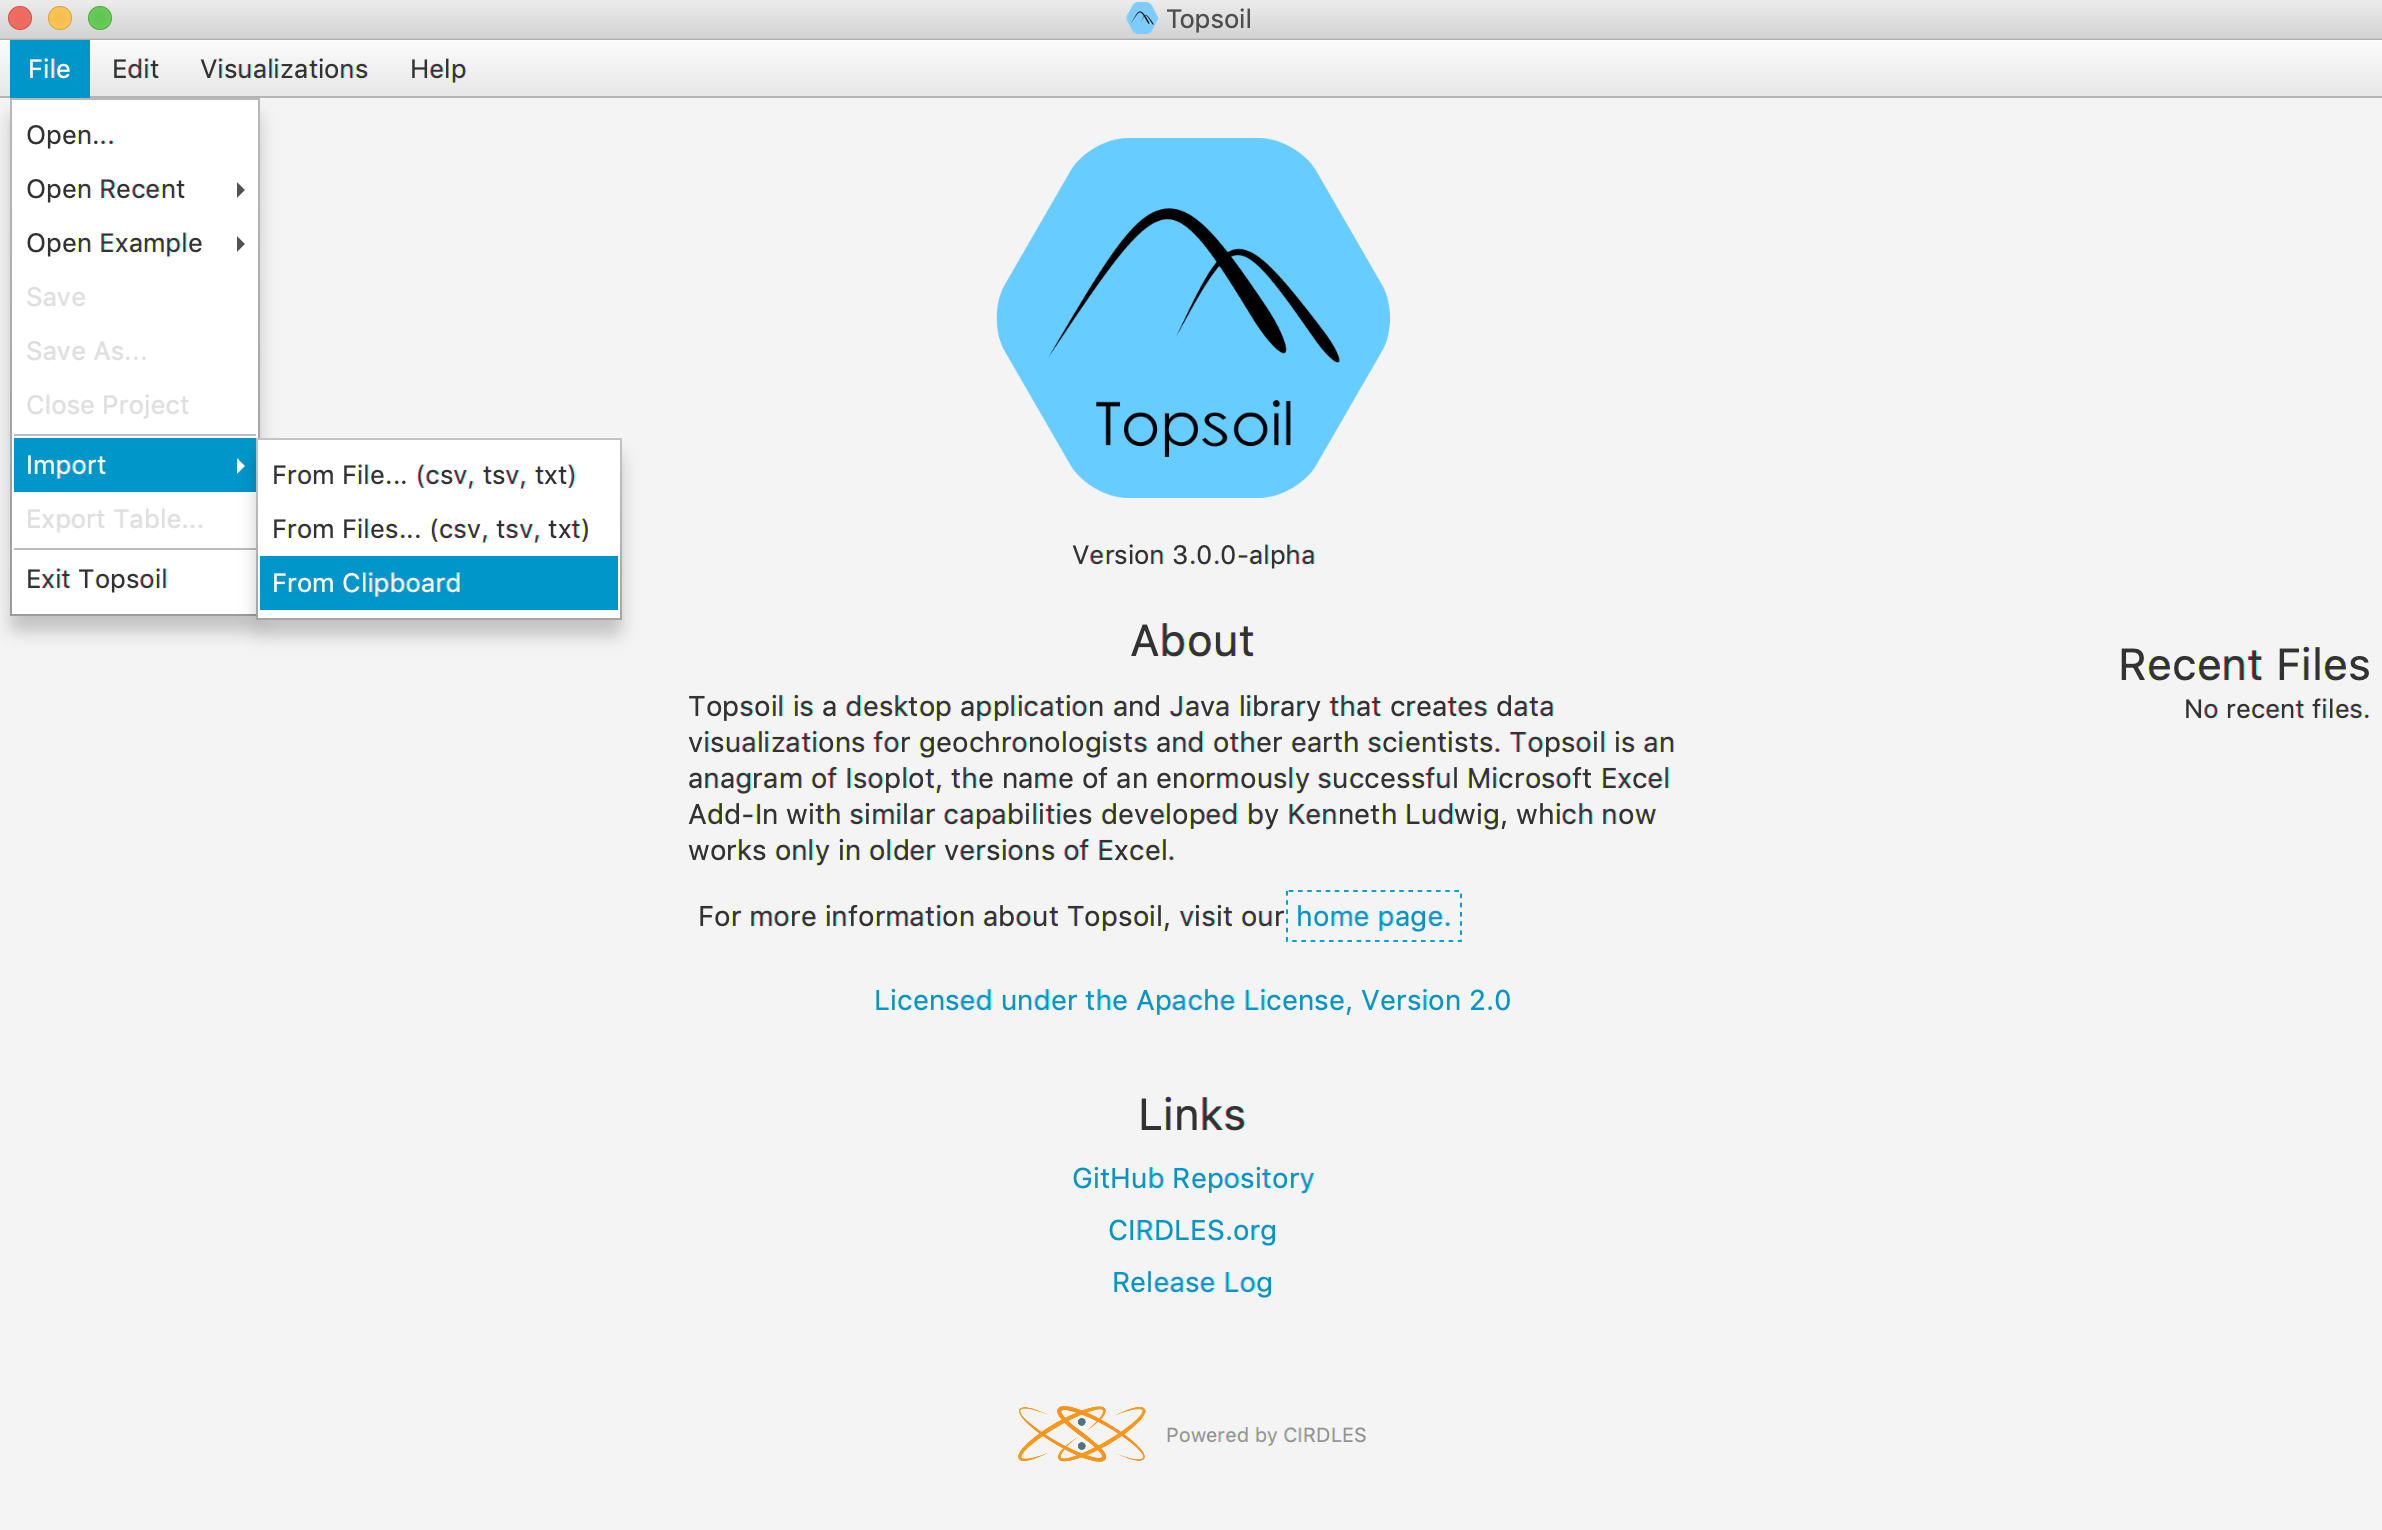 Topsoil
File Edit Visualizations Help
Open...
Open Recent
Open Example
Save
Save As...
Close Project
Import
Export Table...
Exit Topsoil
From File... (csv, tsv, txt)
From Files... (csv, tsv, txt)
From Clipboard
Topsoil
Version 3.0.0-alpha
About
Topsoil is a desktop application and Java library that creates data
visualizations for geochronologists and other earth scientists. Topsoil is an
anagram of Isoplot, the name of an enormously successful Microsoft Excel
Add-In with similar capabilities developed by Kenneth Ludwig, which now
works only in older versions of Excel.
For more information about Topsoil, visit our home page.
Licensed under the Apache License, Version 2.0
Links
GitHub Repository
CIRDLES.org
Release Log
Powered by CIRDLES
Recent Files
No recent files.